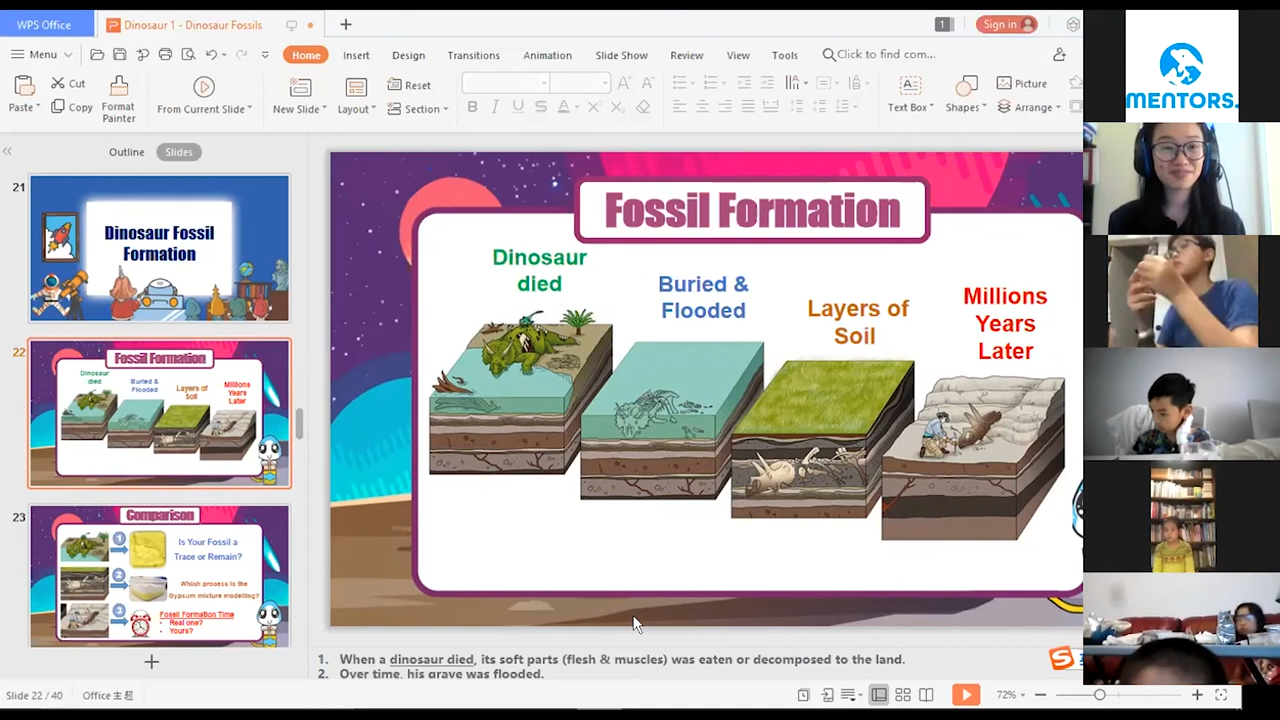 WPS Office
Dinosaur 1 - Dinosaur Fossils
1
Sign in
Menu
Home
Insert
Design
Transitions
Animation
Slide Show
Review
View
Tools
Click to find com...
Paste
Cut
Copy
Format
Painter
From Current Slide
New Slide
Layout
Reset
Section
B I U S A
Text Box
Shapes
Picture
Arrange
Outline
Slides
21
Dinosaur Fossil
Formation
22
Fossil Formation
Dinosaur
died
Buried &
Flooded
Layers of
Soil
Millions
Years
Later
23
Comparison
1
Is Your Fossil a
Trace or Remain?
2
Which process is the
Gypsum mixture modelling?
3
Fossil Formation Time
• Real one?
• Yours?
Fossil Formation
Dinosaur
died
Buried &
Flooded
Layers of
Soil
Millions
Years
Later
1. When a dinosaur died, its soft parts (flesh & muscles) was eaten or decomposed to the land.
2. Over time, his grave was flooded.
Slide 22 / 40
Office 主题
72%
MENTORS.